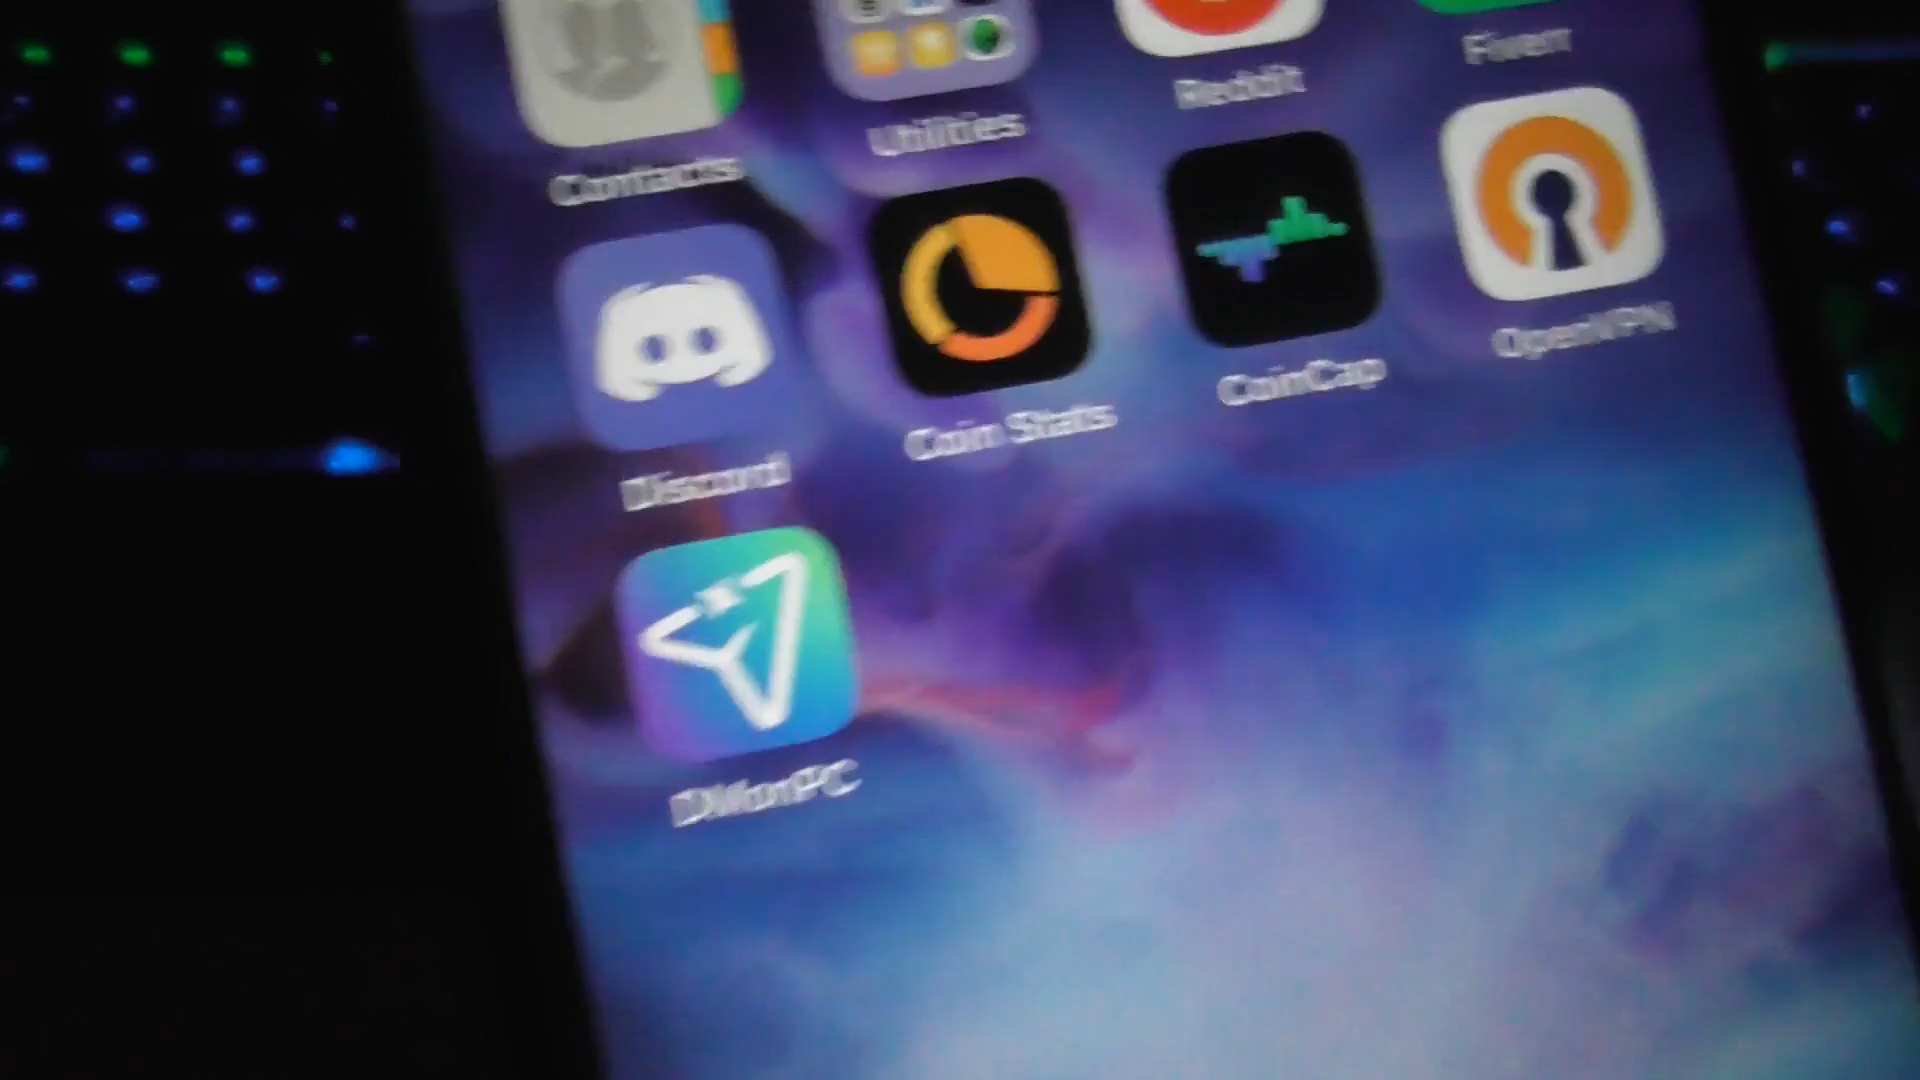 Contacts
Utilities
Reddit
Fiverr
Discord
Coin Stats
CoinCap
OpenVPN
DMonPC